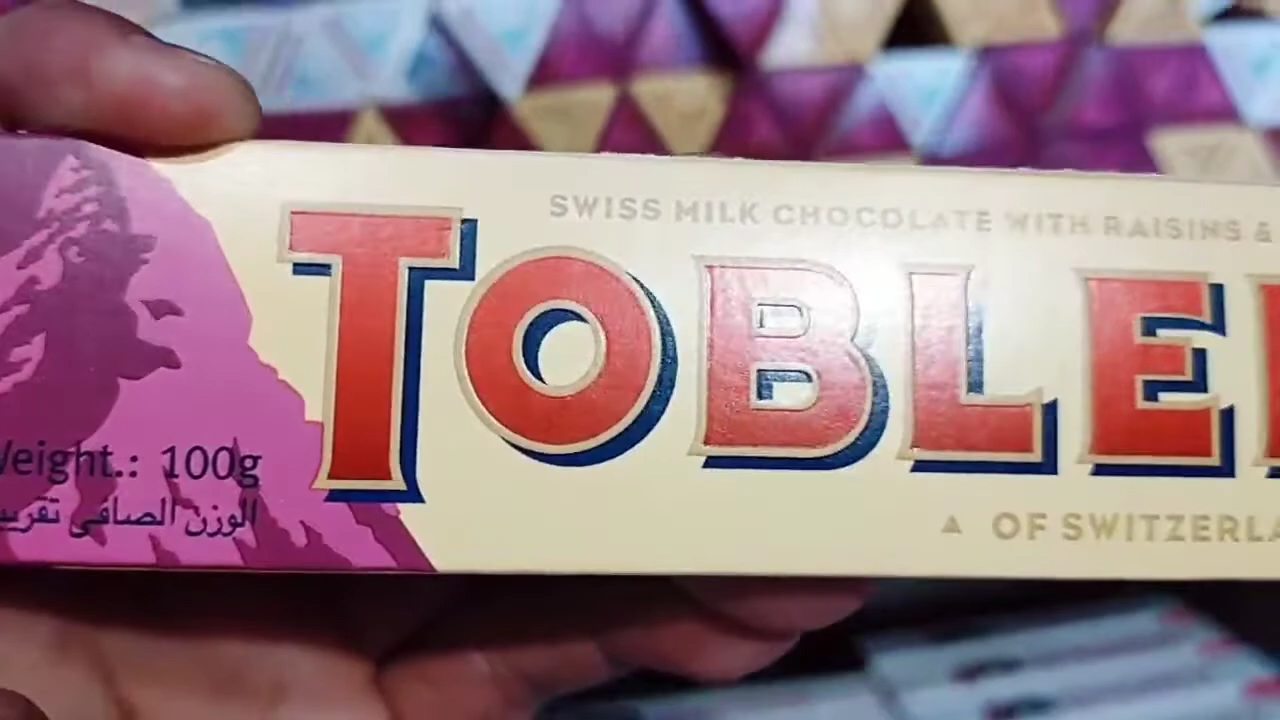 SWISS MILK CHOCOLATE WITH RAISINS &
TOBLE
OF SWITZERLA
Weight.: 100g
الوزن الصافي